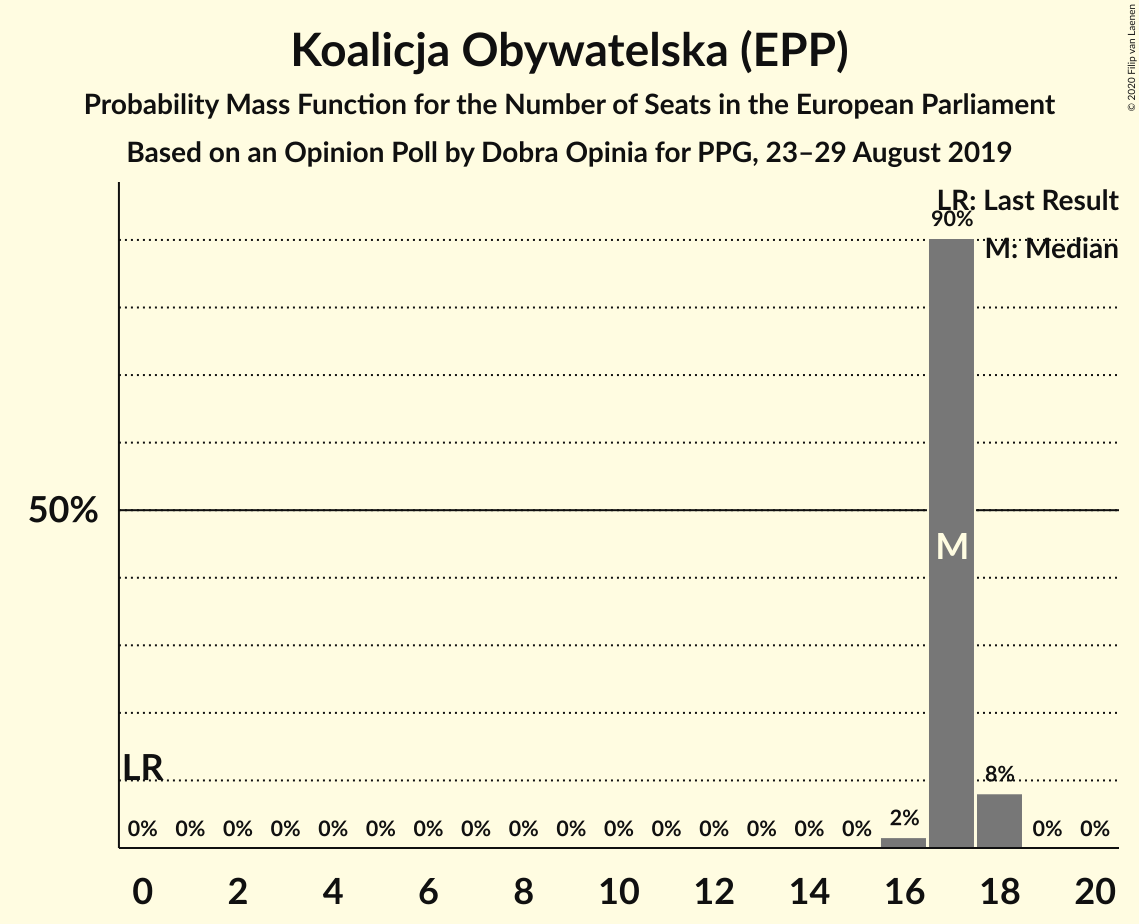 Koalicja Obywatelska (EPP)
Probability Mass Function for the Number of Seats in the European Parliament
Based on an Opinion Poll by Dobra Opinia for PPG, 23–29 August 2019
© 2020 Filip van Laenen
LR: Last Result
90%
M: Median
50%
M
LR
8%
2%
0% 0% 0% 0% 0% 0% 0% 0% 0% 0% 0% 0% 0% 0% 0% 0% 0% 0%
0 2 4 6 8 10 12 14 16 18 20